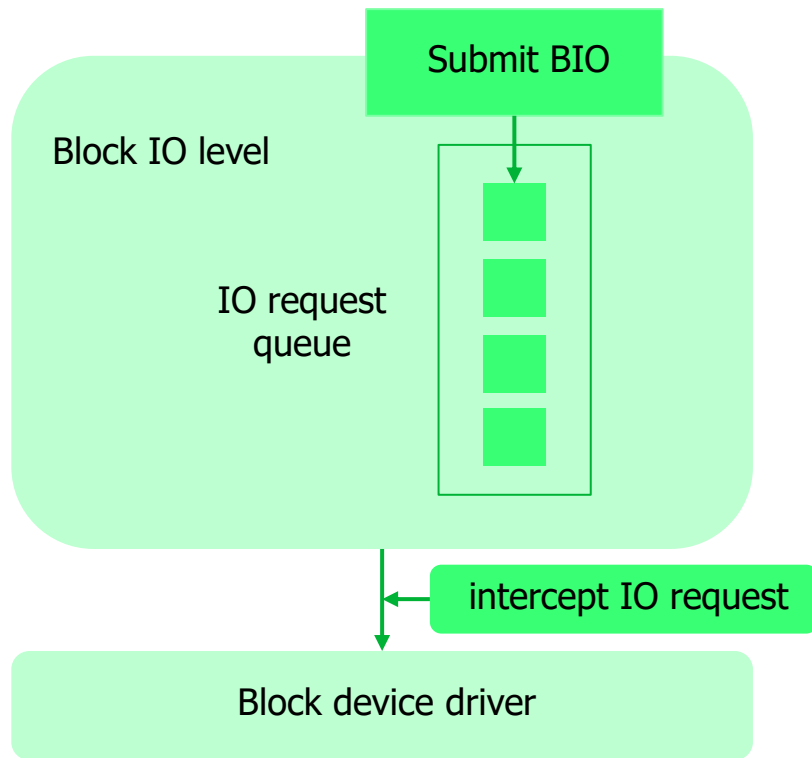 Submit BIO
Block IO level
IO request
queue
intercept IO request
Block device driver